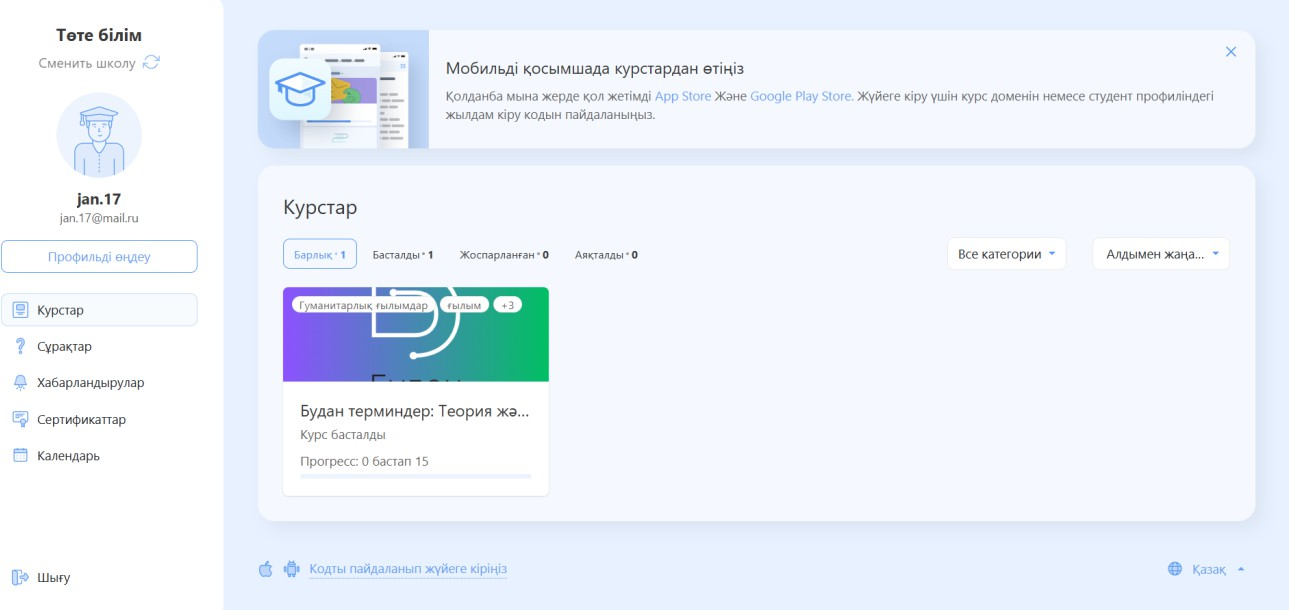 Төте білім
Сменить школу
jan.17
jan.17@mail.ru
Профильді өңдеу
Курстар
Сұрақтар
Хабарландырулар
Сертификаттар
Календарь
Шығу
Мобильді қосымшада курстардан өтіңіз
Қолданба мына жерде қол жетімді App Store Және Google Play Store. Жүйеге кіру үшін курс доменін немесе студент профиліндегі
жылдам кіру кодын пайдаланыңыз.
Курстар
Барлық • 1 Басталды • 1 Жоспарланған • 0 Аяқталды • 0 Все категории Алдымен жаңа...
Гуманитарлық ғылымдар ғылым +3
Будан терминдер: Теория жә...
Курс басталды
Прогресс: 0 бастап 15
Кодты пайдаланып жүйеге кіріңіз
Қазақ